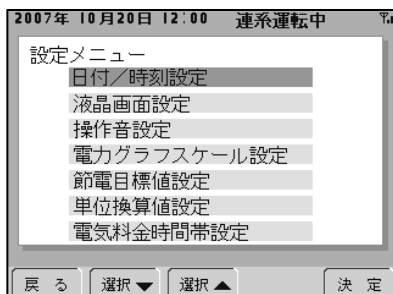 2007年 10月20日 12:00 連系運転中
設定メニュー
日付／時刻設定
液晶画面設定
操作音設定
電力グラフスケール設定
節電目標値設定
単位換算値設定
電気料金時間帯設定
戻 る 選択▼ 選択▲ 決 定